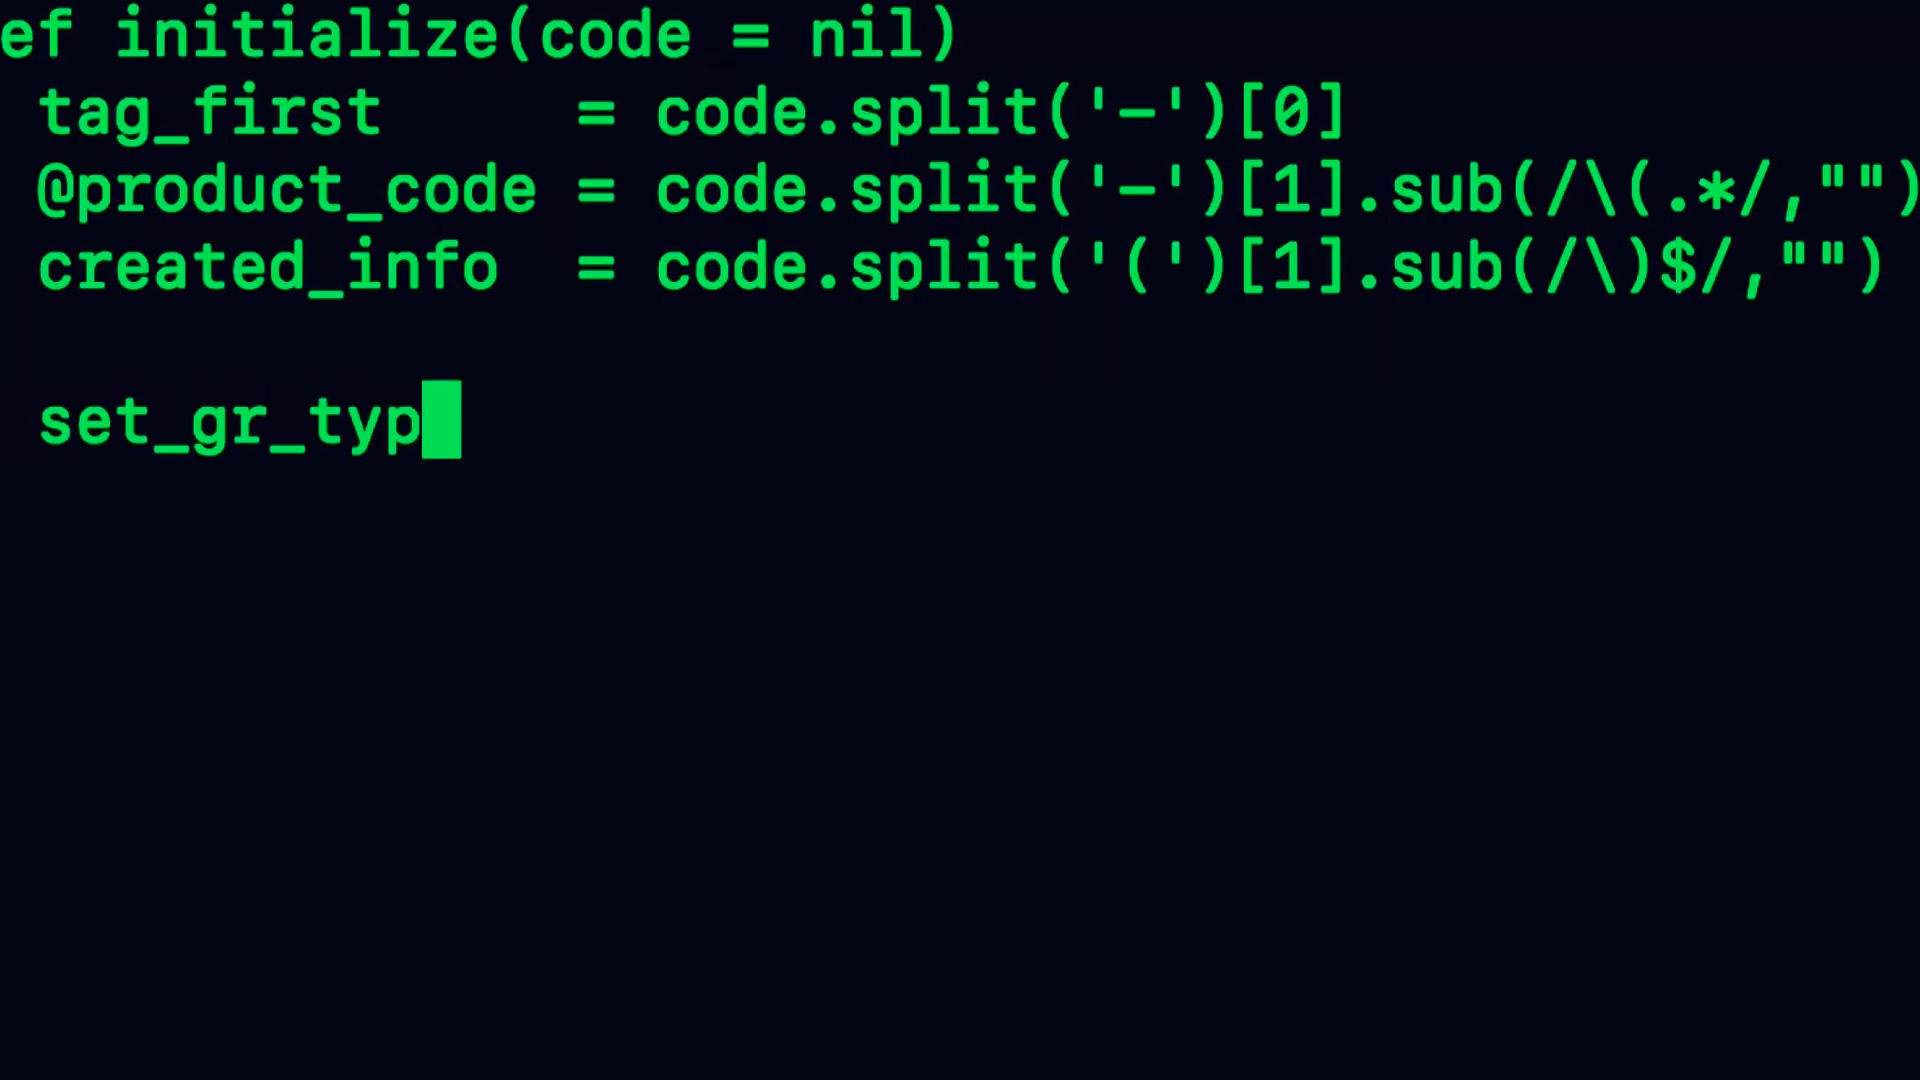 ef initialize(code = nil)
tag_first = code.split('-')[0]
@product_code = code.split('-')[1].sub(/\(.*/,"")
created_info = code.split('(')[1].sub(/\)$/,"")
set_gr_typ